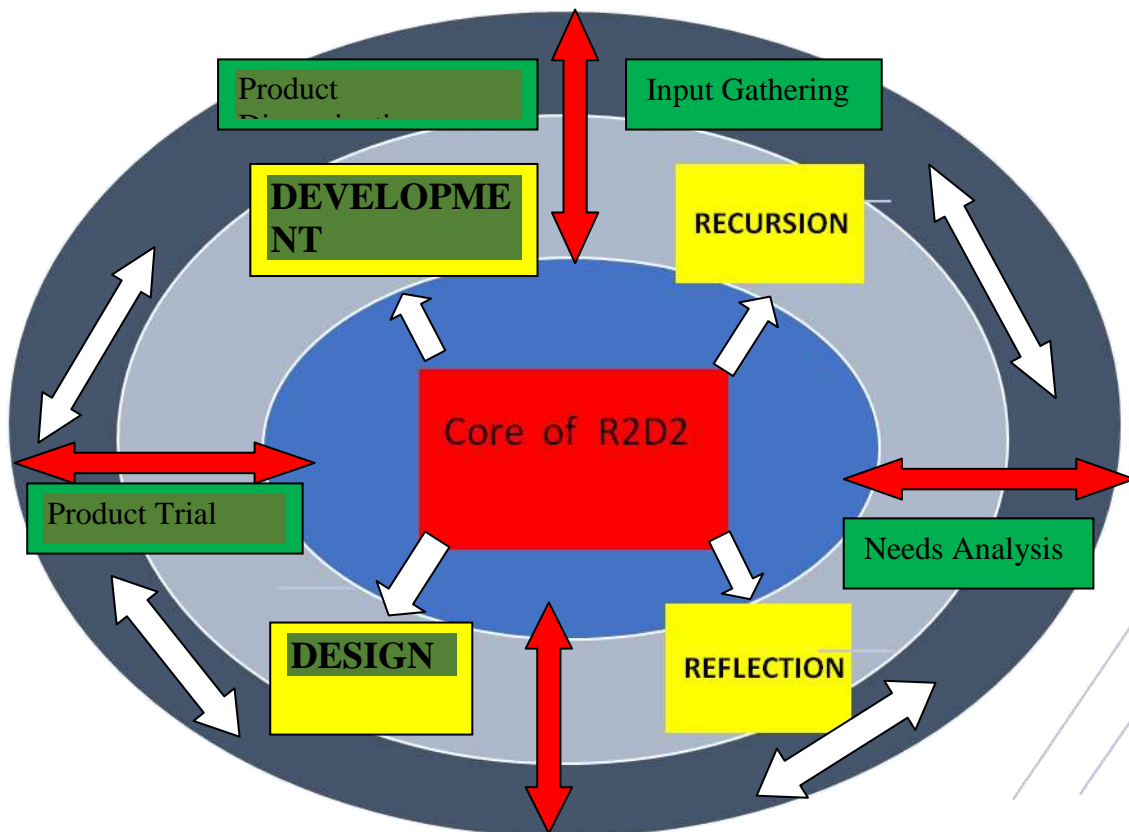 Product
Input Gathering
DEVELOPME
NT
RECURSION
Core of R2D2
Product Trial
Needs Analysis
DESIGN
REFLECTION